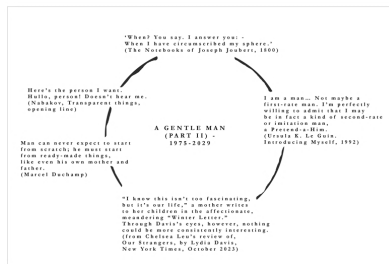 'When? You say. I answer you: -
When I have circumscribed my sphere.'
(The Notebooks of Joseph Joubert, 1800)
Here's the person I want.
Hullo, person! Doesn't hear me.
(Nabakov, Transparent things,
opening line)
I am a man... Not maybe a
first-rate man. I'm perfectly
willing to admit that I may
be in fact a kind of second-rate
or imitation man,
a Pretend-a-Him.
(Ursula K. Le Guin,
Introducing Myself, 1992)
A GENTLE MAN
(PART II) -
1975-2029
Man can never expect to start
from scratch; he must start
from ready-made things,
like even his own mother and
father.
(Marcel Duchamp)
"I know this isn't too fascinating,
but it's our life," a mother writes
to her children in the affectionate,
meandering "Winter Letter."
Through Davis's eyes, however, nothing
could be more consistently interesting.
(from Chelsea Leu's review of,
Our Strangers, by Lydia Davis,
New York Times, October 2023)